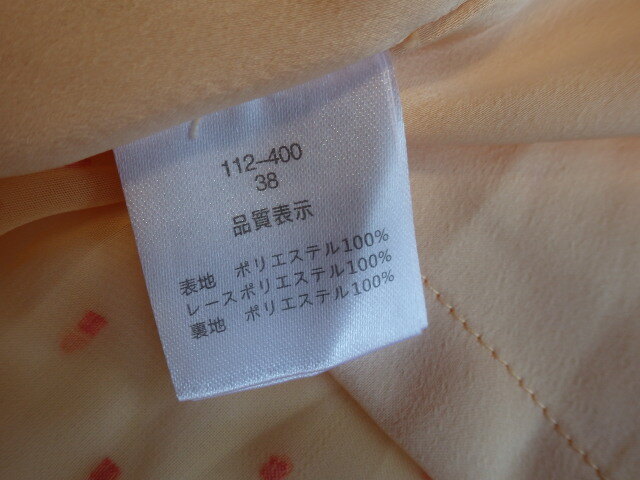 112-400
38
品質表示
表地 ポリエステル100%
レースポリエステル100%
裏地 ポリエステル100%